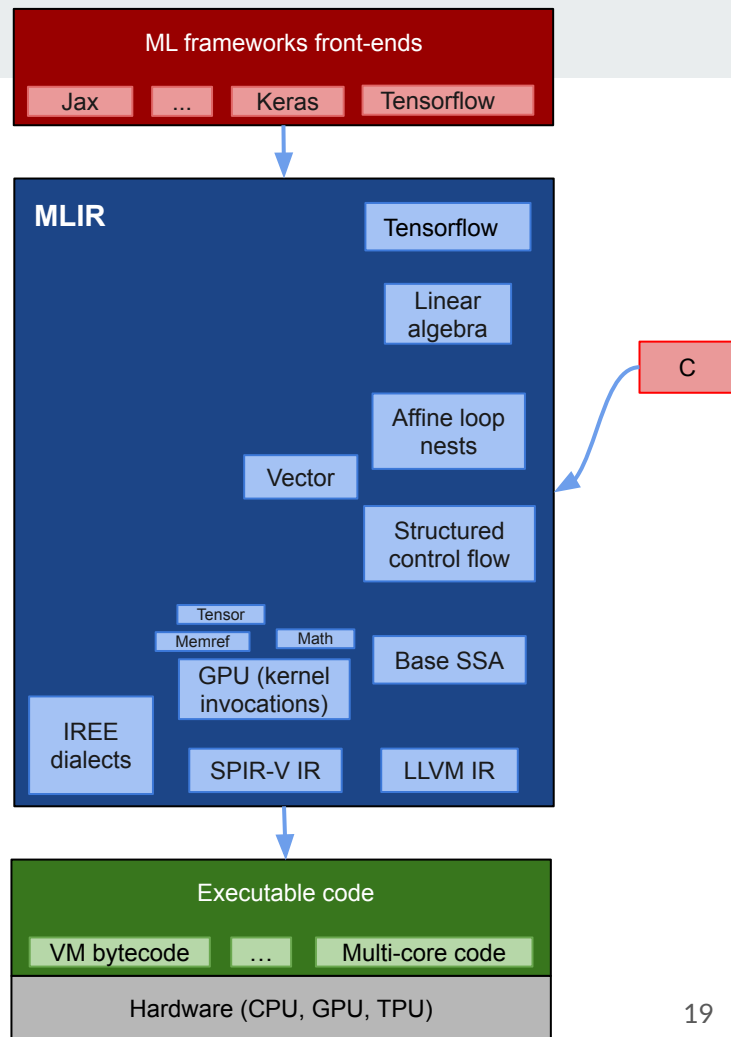 ML frameworks front-ends
Jax
...
Keras
Tensorflow
MLIR
Tensorflow
Linear
algebra
C
Affine loop
nests
Vector
Structured
control flow
Tensor
Memref
Math
Base SSA
GPU (kernel
invocations)
IREE
dialects
SPIR-V IR
LLVM IR
Executable code
VM bytecode
…
Multi-core code
Hardware (CPU, GPU, TPU)
19